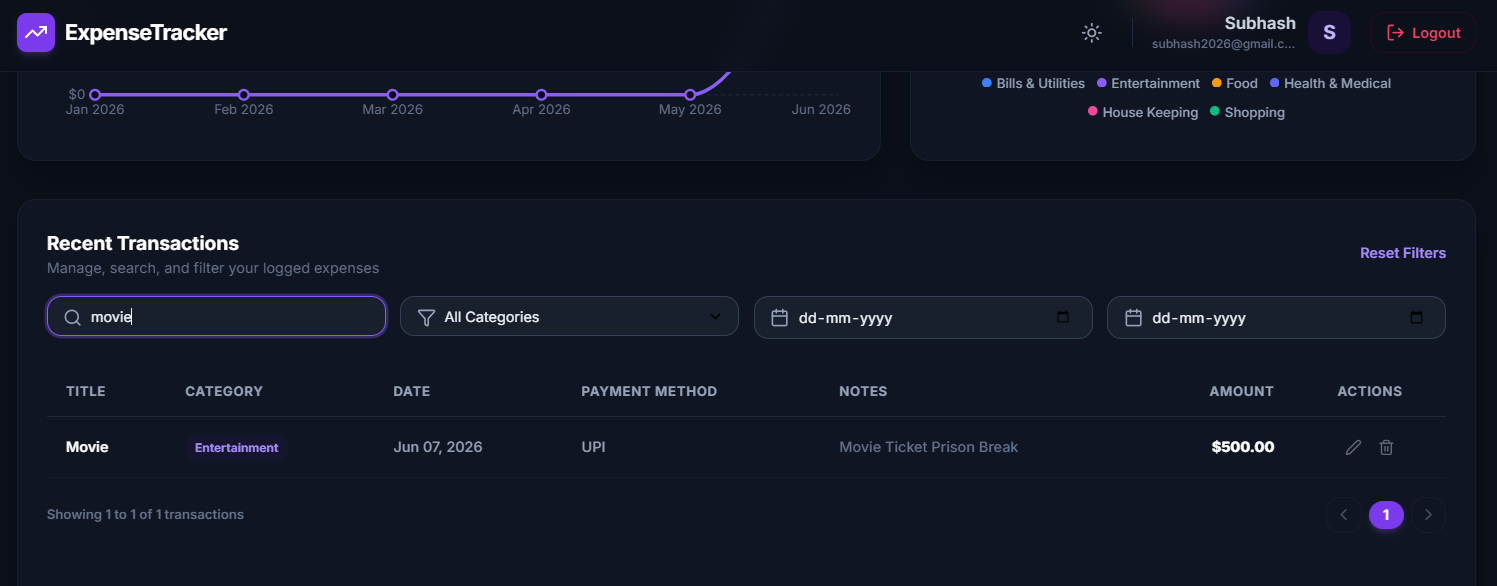 ExpenseTracker
Subhash
subhash2026@gmail.c...
S
Logout
$0
Jan 2026 Feb 2026 Mar 2026 Apr 2026 May 2026 Jun 2026
Bills & Utilities Entertainment Food Health & Medical
House Keeping Shopping
Recent Transactions
Manage, search, and filter your logged expenses
Reset Filters
movie All Categories dd-mm-yyyy dd-mm-yyyy
TITLE CATEGORY DATE PAYMENT METHOD NOTES AMOUNT ACTIONS
Movie Entertainment Jun 07, 2026 UPI Movie Ticket Prison Break $500.00
Showing 1 to 1 of 1 transactions
1